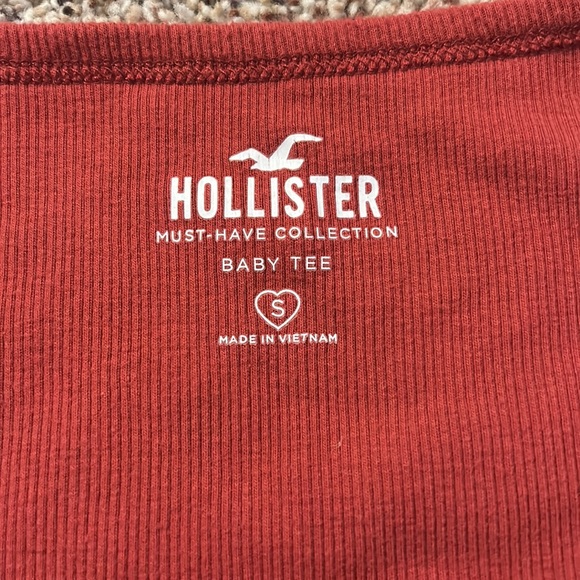 HOLLISTER
MUST-HAVE COLLECTION
BABY TEE
S
MADE IN VIETNAM